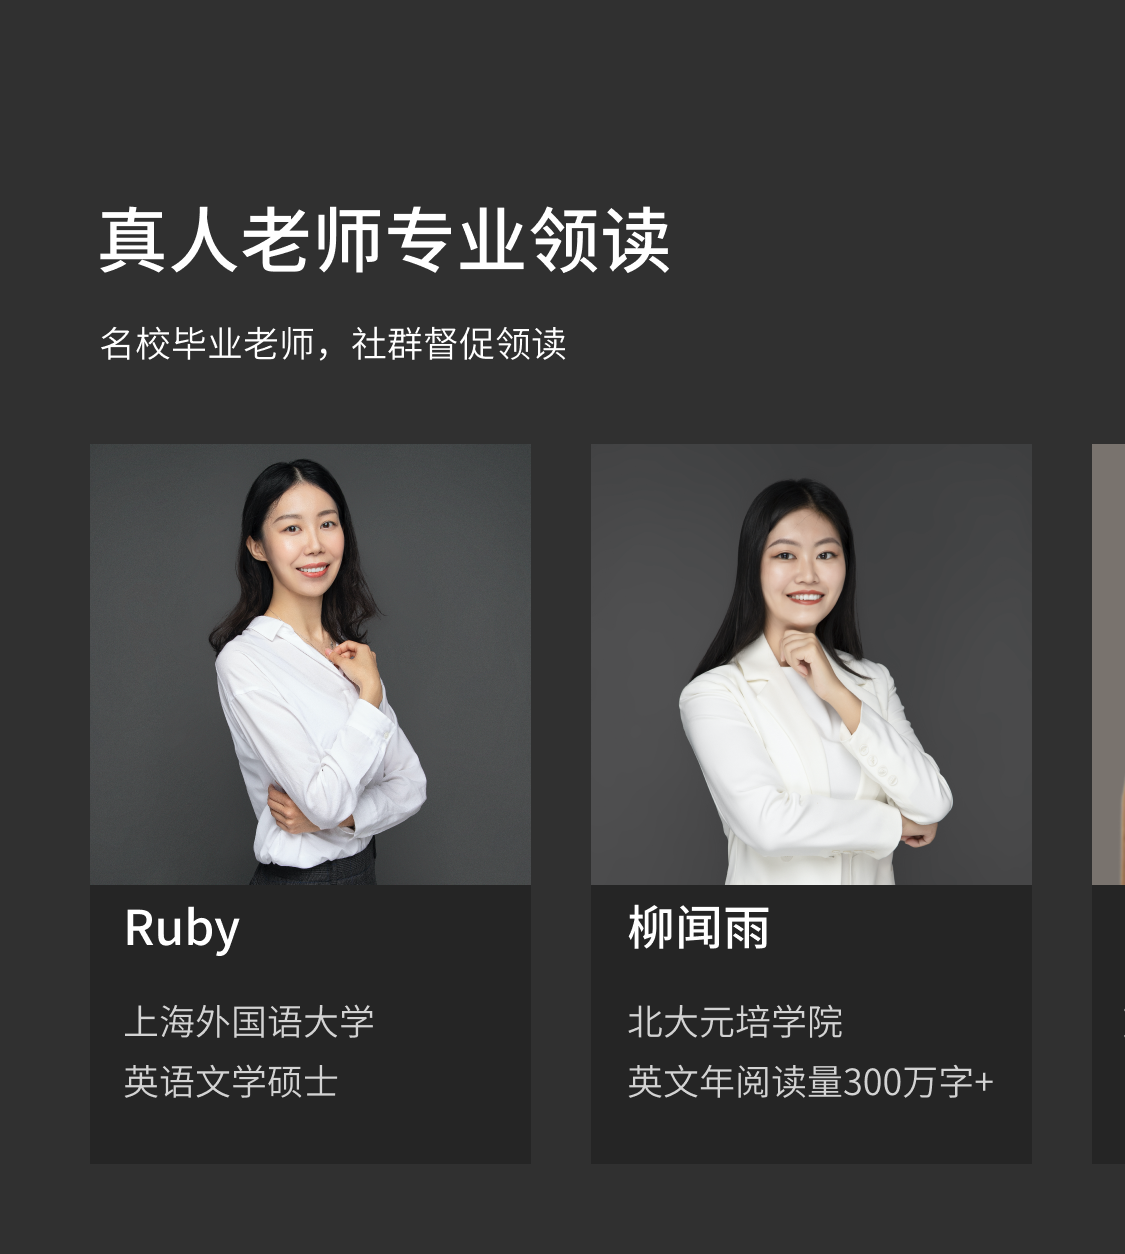 真人老师专业领读
名校毕业老师，社群督促领读
Ruby
上海外国语大学
英语文学硕士
柳闻雨
北大元培学院
英文年阅读量300万字+